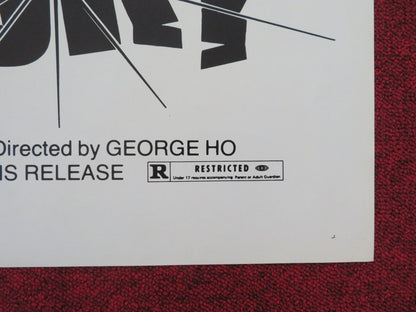 Directed by GEORGE HO
IS RELEASE
R RESTRICTED
Under 17 requires accompanying Parent or Adult Guardian